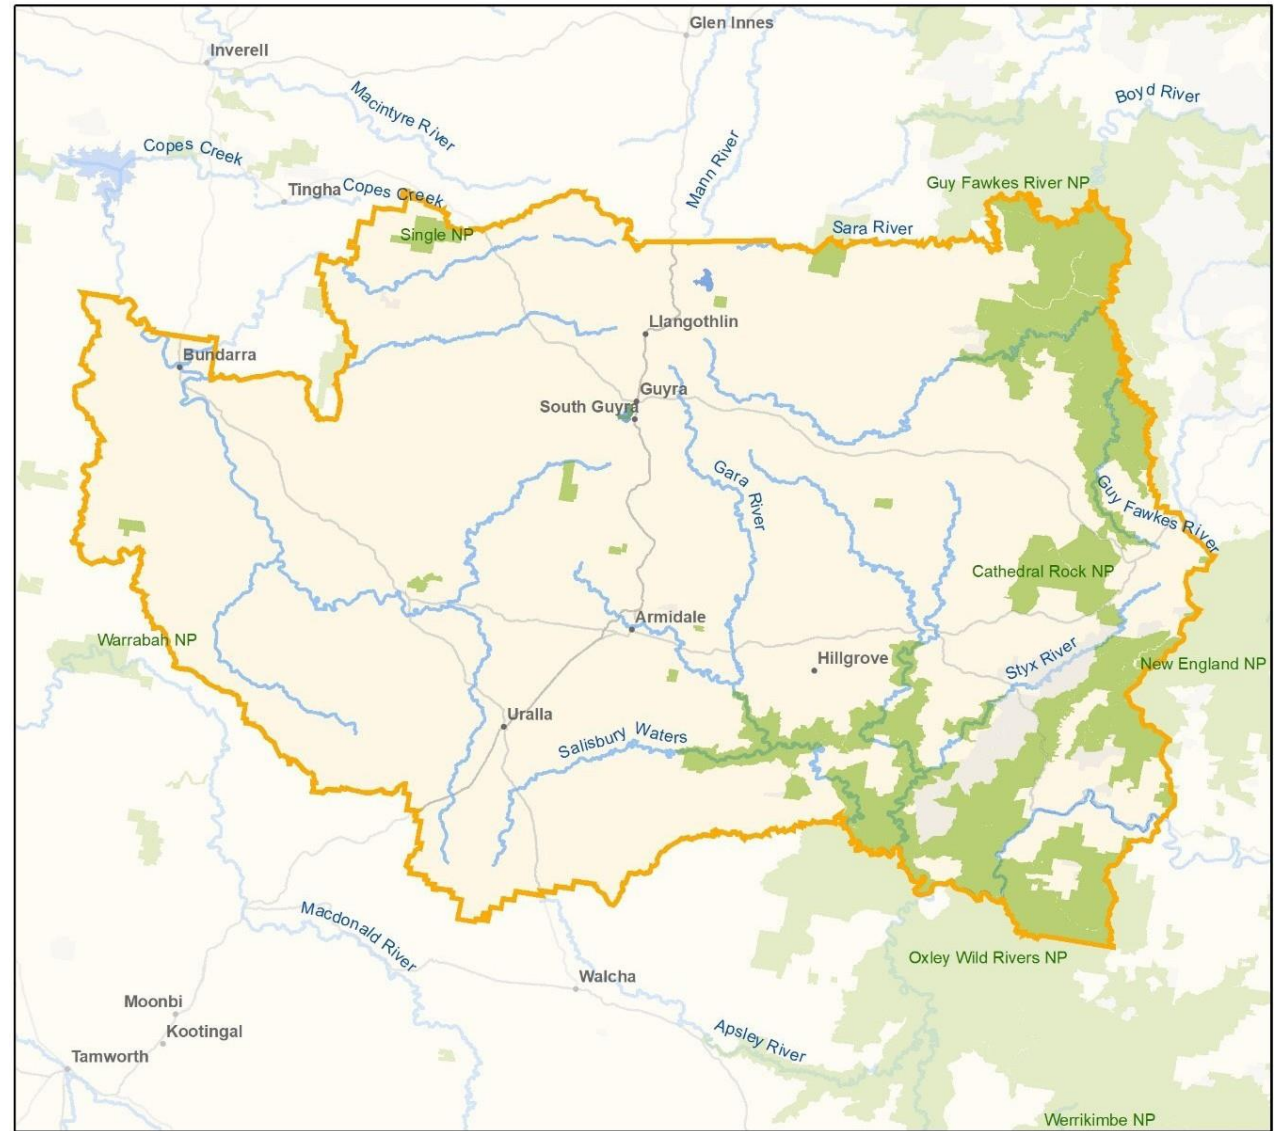 Glen Innes
Inverell
Macintyre River
Boyd River
Copes Creek
Mann River
Tingha
Copes Creek
Guy Fawkes River NP
Single NP
Sara River
Llangothlin
Bundarra
Guyra
South Guyra
Gara River
Guy Fawkes River
Cathedral Rock NP
Armidale
Warrabah NP
Hillgrove
Styx River
New England NP
Uralla
Salisbury Waters
Macdonald River
Oxley Wild Rivers NP
Walcha
Moonbi
Kootingal
Apsley River
Tamworth
Werrikimbe NP